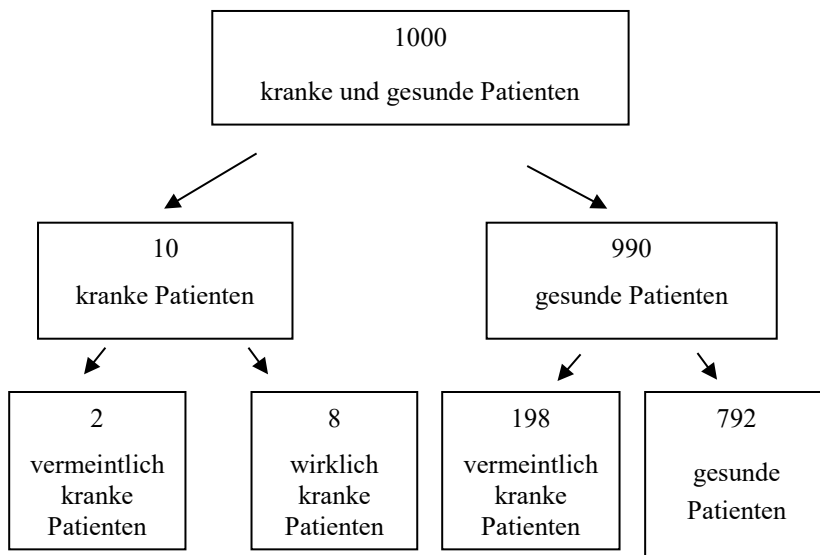 1000
kranke und gesunde Patienten
10
kranke Patienten
990
gesunde Patienten
2
vermeintlich
kranke
Patienten
8
wirklich
kranke
Patienten
198
vermeintlich
kranke
Patienten
792
gesunde
Patienten